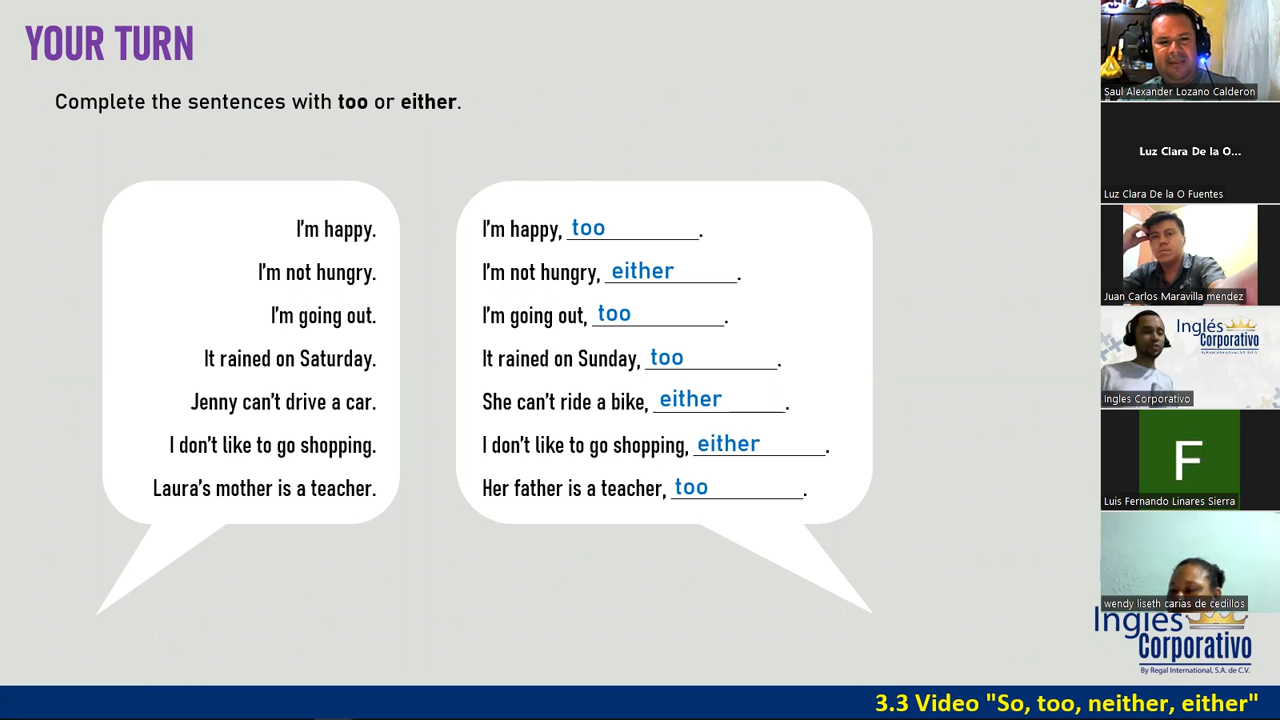 YOUR TURN
Complete the sentences with too or either.
I'm happy.
I'm not hungry.
I'm going out.
It rained on Saturday.
Jenny can't drive a car.
I don't like to go shopping.
Laura's mother is a teacher.
I'm happy, too.
I'm not hungry, either.
I'm going out, too.
It rained on Sunday, too.
She can't ride a bike, either.
I don't like to go shopping, either.
Her father is a teacher, too.
Saul Alexander Lozano Calderon
Luz Clara De la O...
Luz Clara De la O Fuentes
Juan Carlos Maravilla mendez
Inglés
Corporativo
By Regal International, S.A. de C.V.
Ingles Corporativo
F
Luis Fernando Linares Sierra
wendy liseth carias de cedillos
Inglés
Corporativo
By Regal International, S.A. de C.V.
3.3 Video "So, too, neither, either"